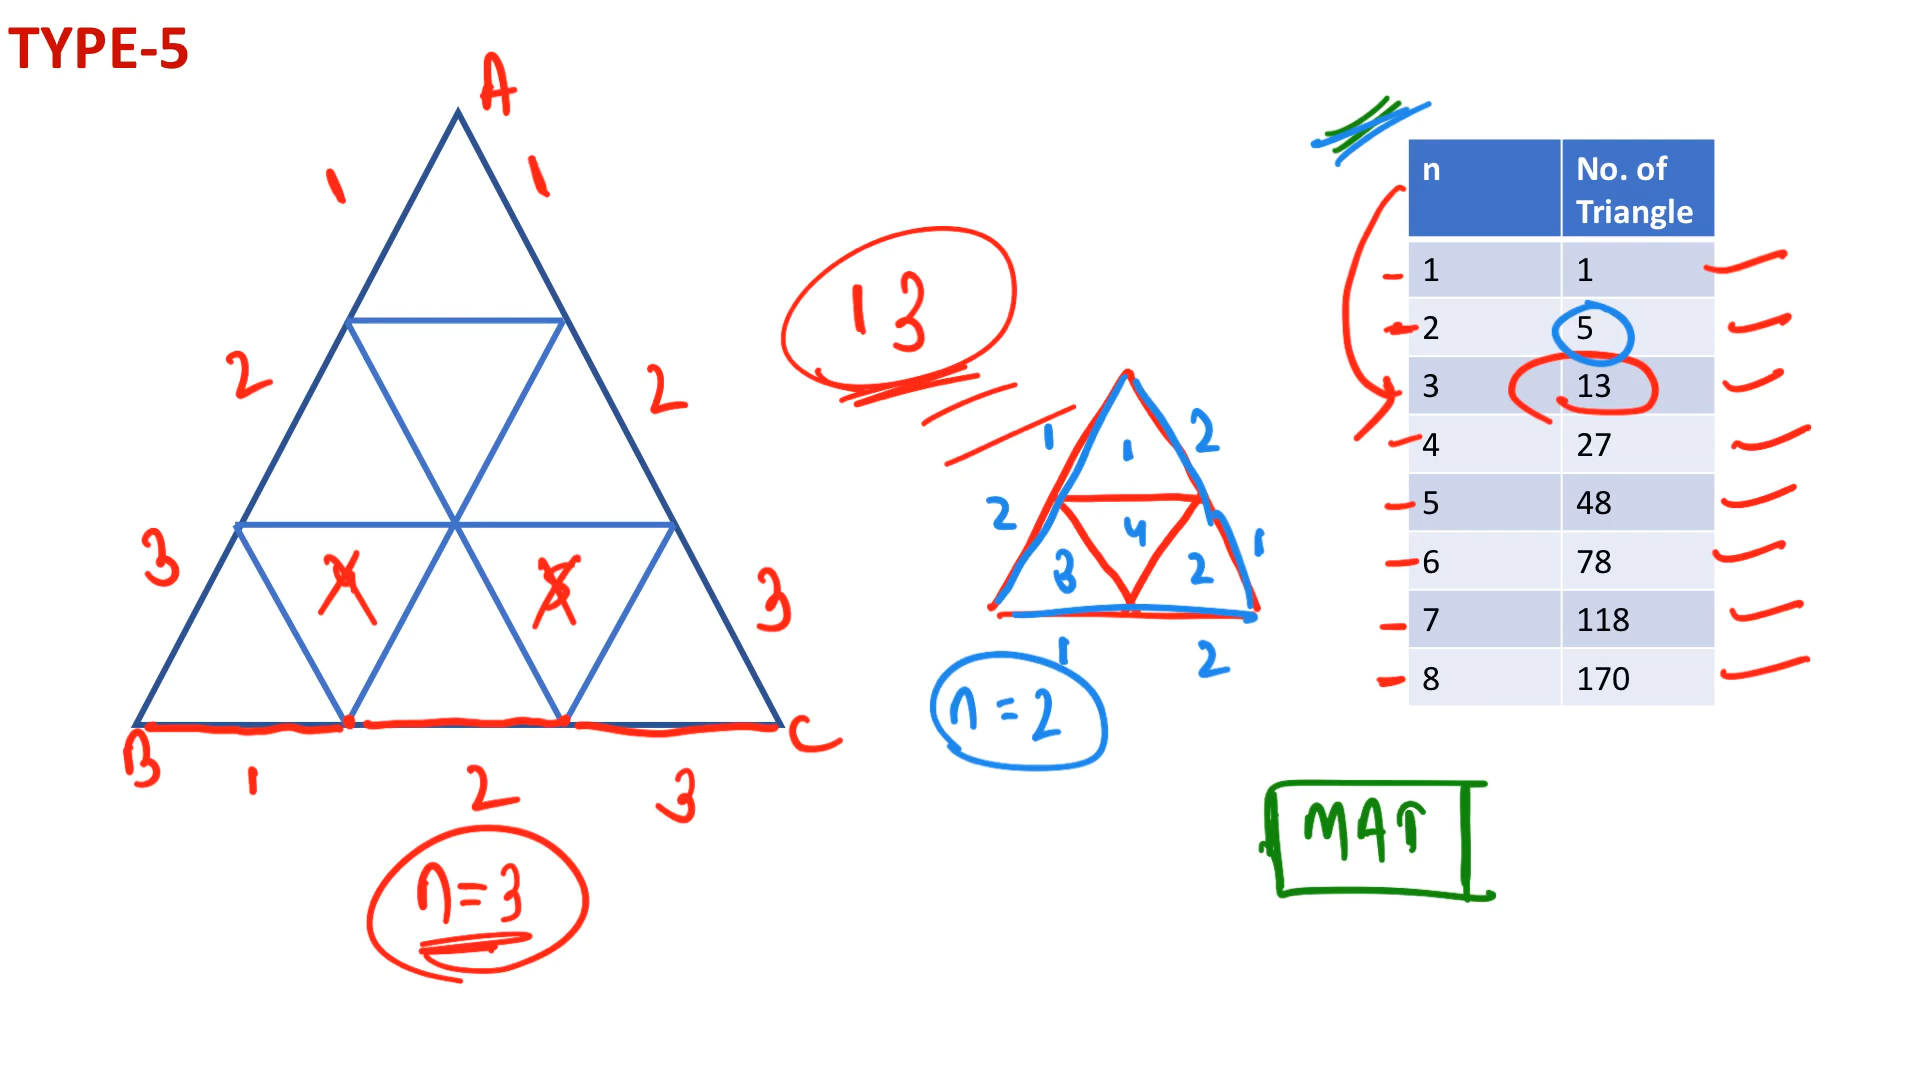 TYPE-5
A
1 1
2 2
3 3
B C
1 2 3
n=3
13
1 1 2
2 4
3 2 1
1 2
n=2
n No. of Triangle
1 1
2 5
3 13
4 27
5 48
6 78
7 118
8 170
MAT